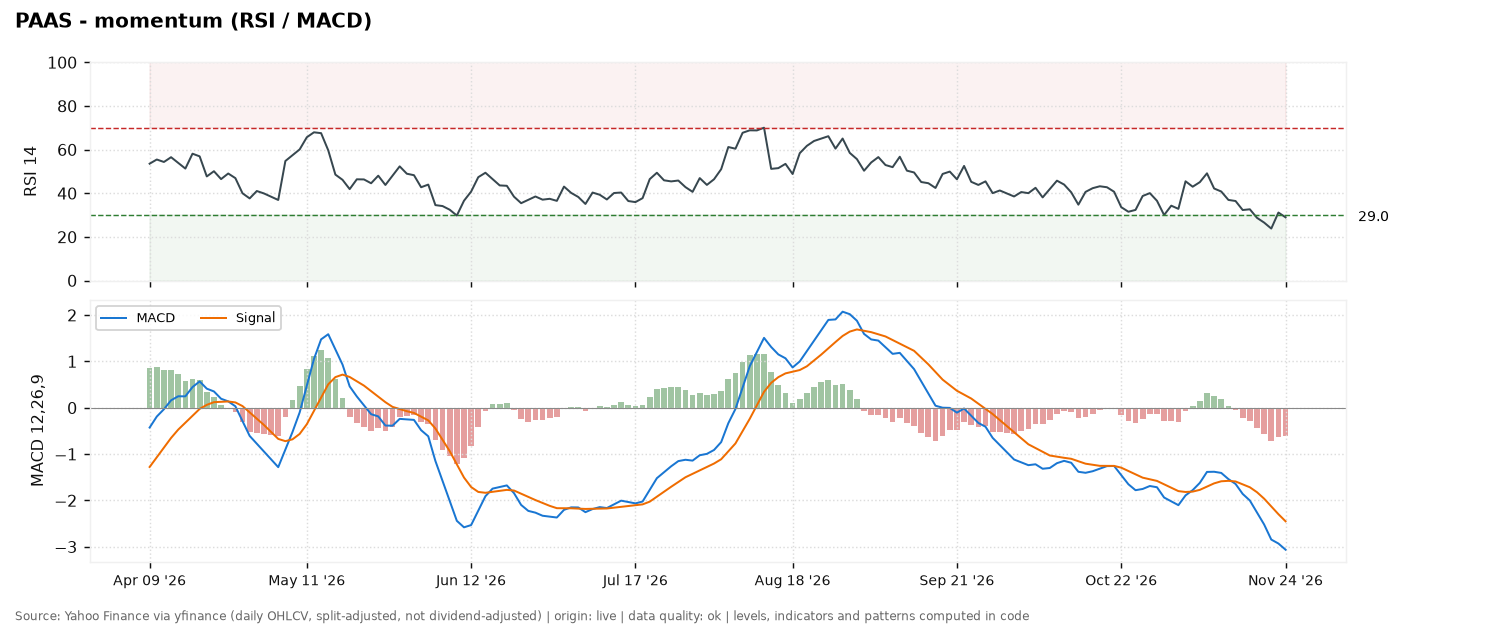 PAAS - momentum (RSI / MACD)
100
80
60
40
20
0
RSI 14
29.0
MACD
Signal
2
1
0
−1
−2
−3
MACD 12,26,9
Apr 09 '26
May 11 '26
Jun 12 '26
Jul 17 '26
Aug 18 '26
Sep 21 '26
Oct 22 '26
Nov 24 '26
Source: Yahoo Finance via yfinance (daily OHLCV, split-adjusted, not dividend-adjusted) | origin: live | data quality: ok | levels, indicators and patterns computed in code